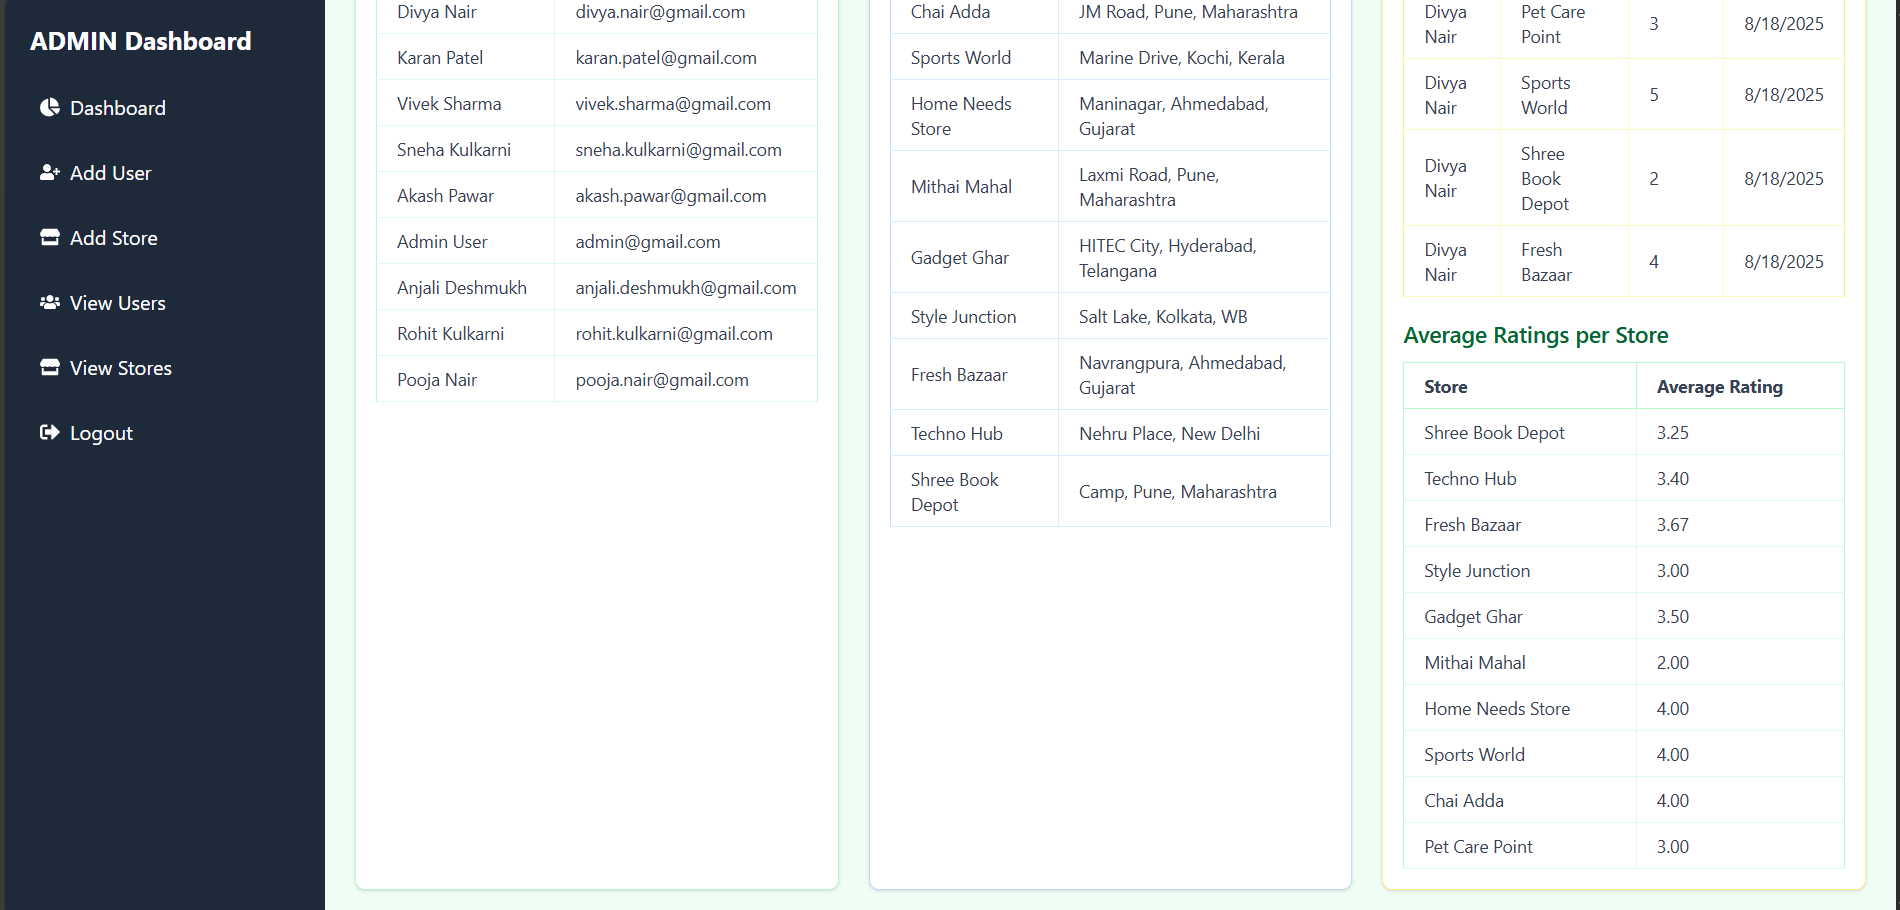 ADMIN Dashboard
Dashboard
Add User
Add Store
View Users
View Stores
Logout
Divya Nair divya.nair@gmail.com
Karan Patel karan.patel@gmail.com
Vivek Sharma vivek.sharma@gmail.com
Sneha Kulkarni sneha.kulkarni@gmail.com
Akash Pawar akash.pawar@gmail.com
Admin User admin@gmail.com
Anjali Deshmukh anjali.deshmukh@gmail.com
Rohit Kulkarni rohit.kulkarni@gmail.com
Pooja Nair pooja.nair@gmail.com
Chai Adda JM Road, Pune, Maharashtra
Sports World Marine Drive, Kochi, Kerala
Home Needs
Store
Maninagar, Ahmedabad,
Gujarat
Mithai Mahal
Laxmi Road, Pune,
Maharashtra
Gadget Ghar
HITEC City, Hyderabad,
Telangana
Style Junction Salt Lake, Kolkata, WB
Fresh Bazaar
Navrangpura, Ahmedabad,
Gujarat
Techno Hub Nehru Place, New Delhi
Shree Book
Depot
Camp, Pune, Maharashtra
Divya
Nair
Pet Care
Point
3
8/18/2025
Divya
Nair
Sports
World
5
8/18/2025
Divya
Nair
Shree
Book
Depot
2
8/18/2025
Divya
Nair
Fresh
Bazaar
4
8/18/2025
Average Ratings per Store
Store Average Rating
Shree Book Depot 3.25
Techno Hub 3.40
Fresh Bazaar 3.67
Style Junction 3.00
Gadget Ghar 3.50
Mithai Mahal 2.00
Home Needs Store 4.00
Sports World 4.00
Chai Adda 4.00
Pet Care Point 3.00